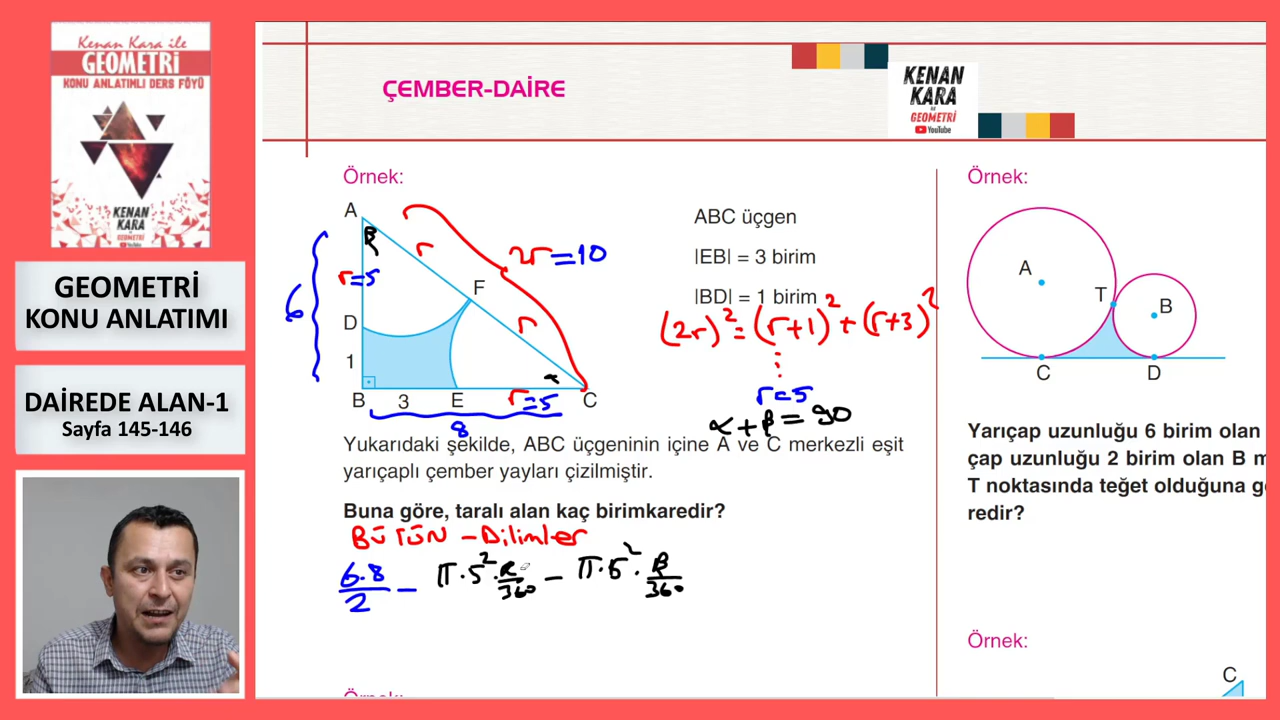 Kenan Kara ile
GEOMETRİ
KONU ANLATIMLI DERS FÖYÜ
KENAN
KARA
ile
GEOMETRİ
YouTube
GEOMETRİ
KONU ANLATIMI
DAİREDE ALAN-1
Sayfa 145-146
ÇEMBER-DAİRE
KENAN
KARA
ile
GEOMETRİ
YouTube
Örnek:
A
β
r
r=5
2r=10
6
F
D
r
1
α
B
3
E
r=5
C
8
ABC üçgen
|EB| = 3 birim
|BD| = 1 birim
(2r)² = (r+1)² + (r+3)²
r=5
α+β=90
Yukarıdaki şekilde, ABC üçgeninin içine A ve C merkezli eşit
yarıçaplı çember yayları çizilmiştir.
Buna göre, taralı alan kaç birimkaredir?
BÜTÜN - Dilimler
6.8/2 - π·5²·α/360 - π·5²·β/360
Örnek:
Örnek:
A
T
B
C
D
Yarıçap uzunluğu 6 birim olan
çap uzunluğu 2 birim olan B m
T noktasında teğet olduğuna g
redir?
Örnek:
C